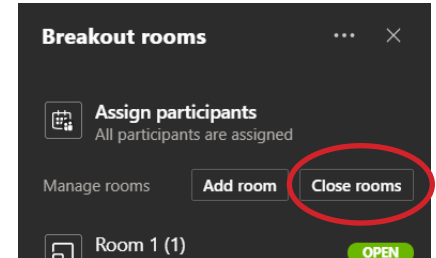 Breakout rooms
Assign participants
All participants are assigned
Manage rooms Add room Close rooms
Room 1 (1) OPEN